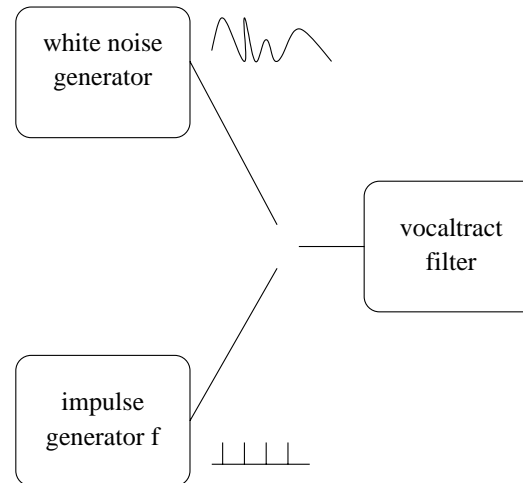 white noise
generator
vocaltract
filter
impulse
generator f